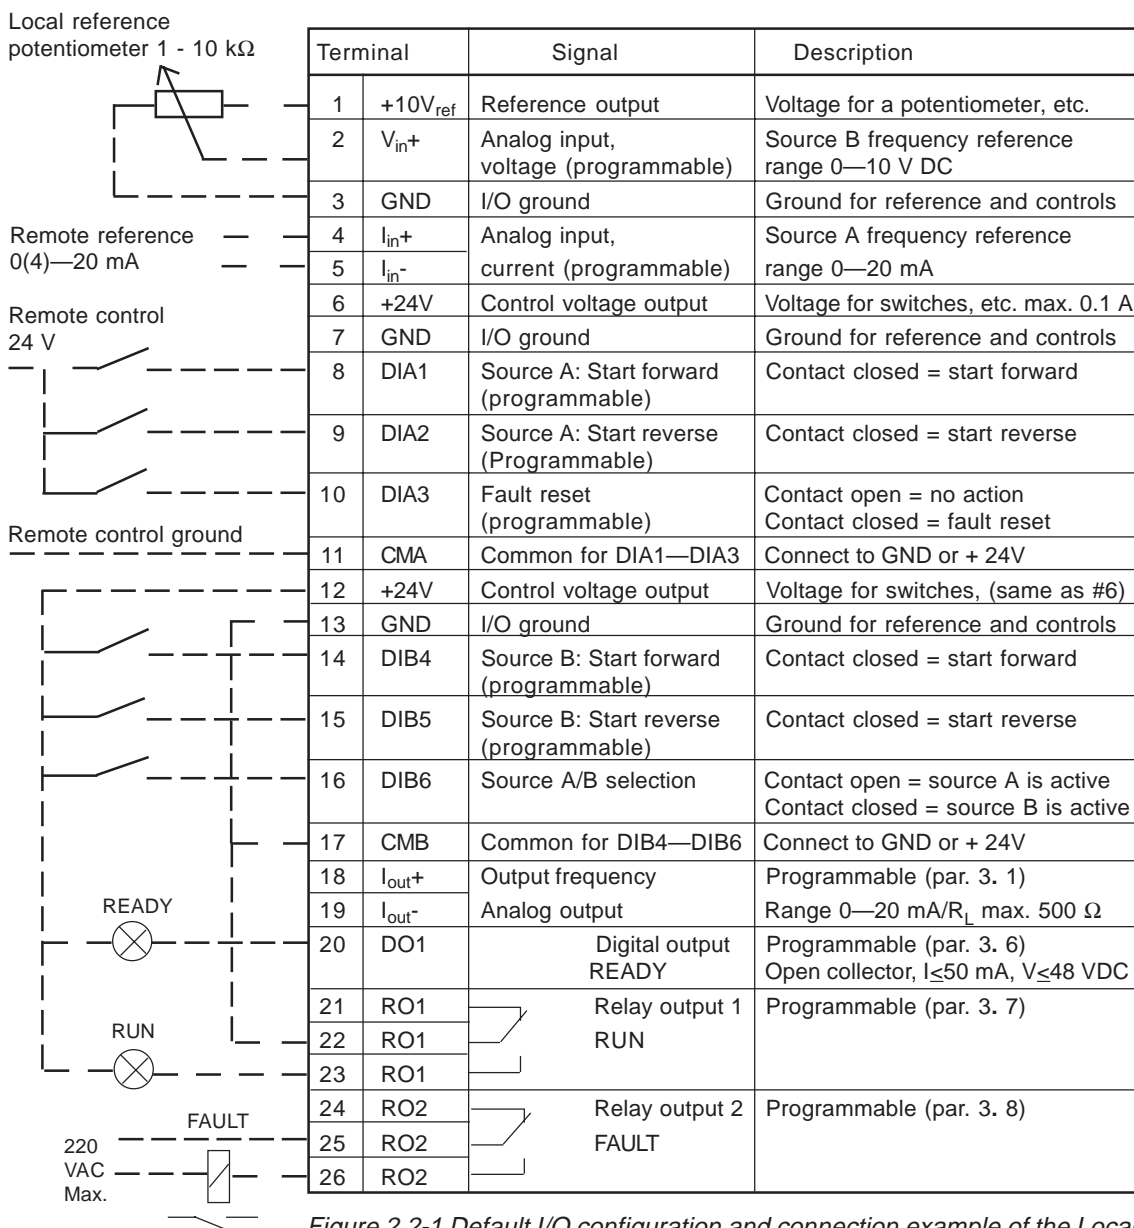 Local reference
potentiometer 1 - 10 kΩ
Terminal Signal Description
1 +10Vref Reference output Voltage for a potentiometer, etc.
2 Vin+ Analog input, Source B frequency reference
voltage (programmable) range 0—10 V DC
3 GND I/O ground Ground for reference and controls
Remote reference
0(4)—20 mA
4 Iin+ Analog input, Source A frequency reference
5 Iin- current (programmable) range 0—20 mA
6 +24V Control voltage output Voltage for switches, etc. max. 0.1 A
Remote control
24 V
7 GND I/O ground Ground for reference and controls
8 DIA1 Source A: Start forward Contact closed = start forward
(programmable)
9 DIA2 Source A: Start reverse Contact closed = start reverse
(Programmable)
10 DIA3 Fault reset Contact open = no action
(programmable) Contact closed = fault reset
Remote control ground
11 CMA Common for DIA1—DIA3 Connect to GND or + 24V
12 +24V Control voltage output Voltage for switches, (same as #6)
13 GND I/O ground Ground for reference and controls
14 DIB4 Source B: Start forward Contact closed = start forward
(programmable)
15 DIB5 Source B: Start reverse Contact closed = start reverse
(programmable)
16 DIB6 Source A/B selection Contact open = source A is active
Contact closed = source B is active
17 CMB Common for DIB4—DIB6 Connect to GND or + 24V
18 Iout+ Output frequency Programmable (par. 3. 1)
19 Iout- Analog output Range 0—20 mA/RL max. 500 Ω
READY
20 DO1 Digital output Programmable (par. 3. 6)
READY Open collector, I≤50 mA, V≤48 VDC
21 RO1 Relay output 1 Programmable (par. 3. 7)
RUN
22 RO1 RUN
23 RO1
24 RO2 Relay output 2 Programmable (par. 3. 8)
FAULT
25 RO2 FAULT
26 RO2
220
VAC
Max.
Figure 2.2-1 Default I/O configuration and connection example of the Loca